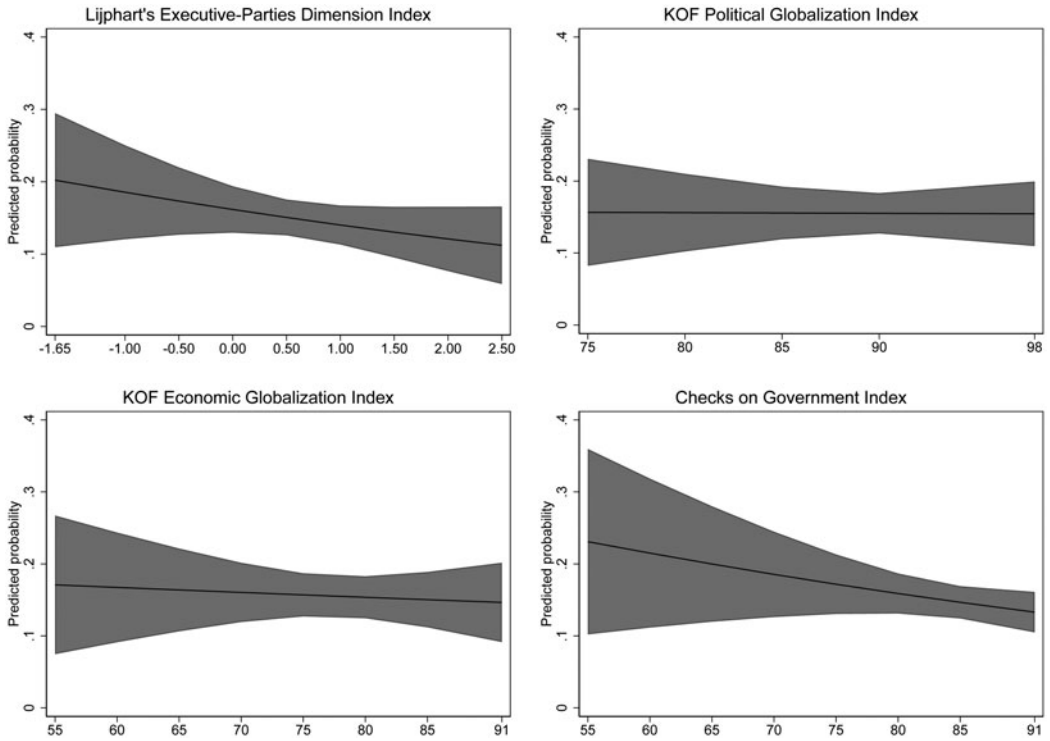 Lijphart's Executive-Parties Dimension Index
Predicted probability
0 .1 .2 .3 .4
-1.65 -1.00 -0.50 0.00 0.50 1.00 1.50 2.00 2.50
KOF Political Globalization Index
Predicted probability
0 .1 .2 .3 .4
75 80 85 90 98
KOF Economic Globalization Index
Predicted probability
0 .1 .2 .3 .4
55 60 65 70 75 80 85 91
Checks on Government Index
Predicted probability
0 .1 .2 .3 .4
55 60 65 70 75 80 85 91